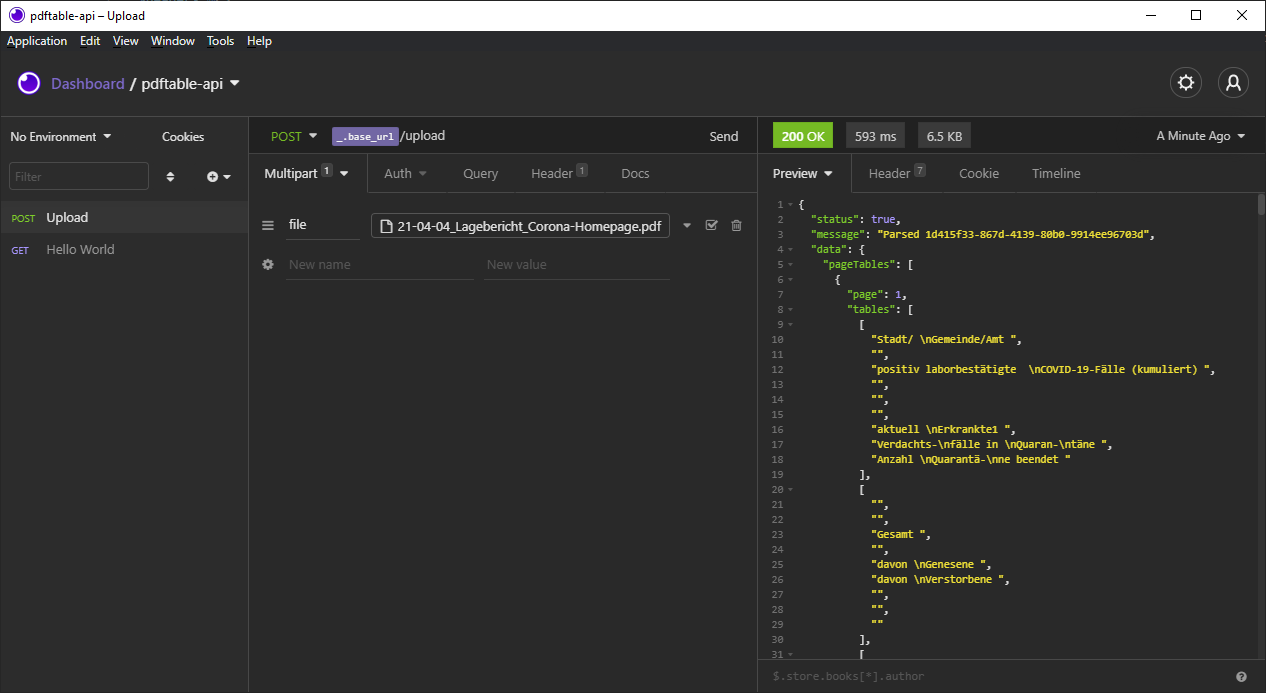 pdftable-api – Upload
Application Edit View Window Tools Help
Dashboard / pdftable-api
No Environment Cookies
Filter
POST Upload
GET Hello World
POST _.base_url /upload Send
Multipart 1 Auth Query Header 1 Docs
file 21-04-04_Lagebericht_Corona-Homepage.pdf
New name New value
200 OK 593 ms 6.5 KB A Minute Ago
Preview Header 7 Cookie Timeline
1 {
2 "status": true,
3 "message": "Parsed 1d415f33-867d-4139-80b0-9914ee96703d",
4 "data": {
5 "pageTables": [
6 {
7 "page": 1,
8 "tables": [
9 [
10 "Stadt/ \nGemeinde/Amt ",
11 "",
12 "positiv laborbestätigte  \nCOVID-19-Fälle (kumuliert) ",
13 "",
14 "",
15 "",
16 "aktuell \nErkrankte1 ",
17 "Verdachts-\nfälle in \nQuaran-\ntäne ",
18 "Anzahl \nQuarantä-\nne beendet "
19 ],
20 [
21 "",
22 "",
23 "Gesamt ",
24 "",
25 "davon \nGenesene ",
26 "davon \nVerstorbene ",
27 "",
28 "",
29 ""
30 ],
31 [
$.store.books[*].author